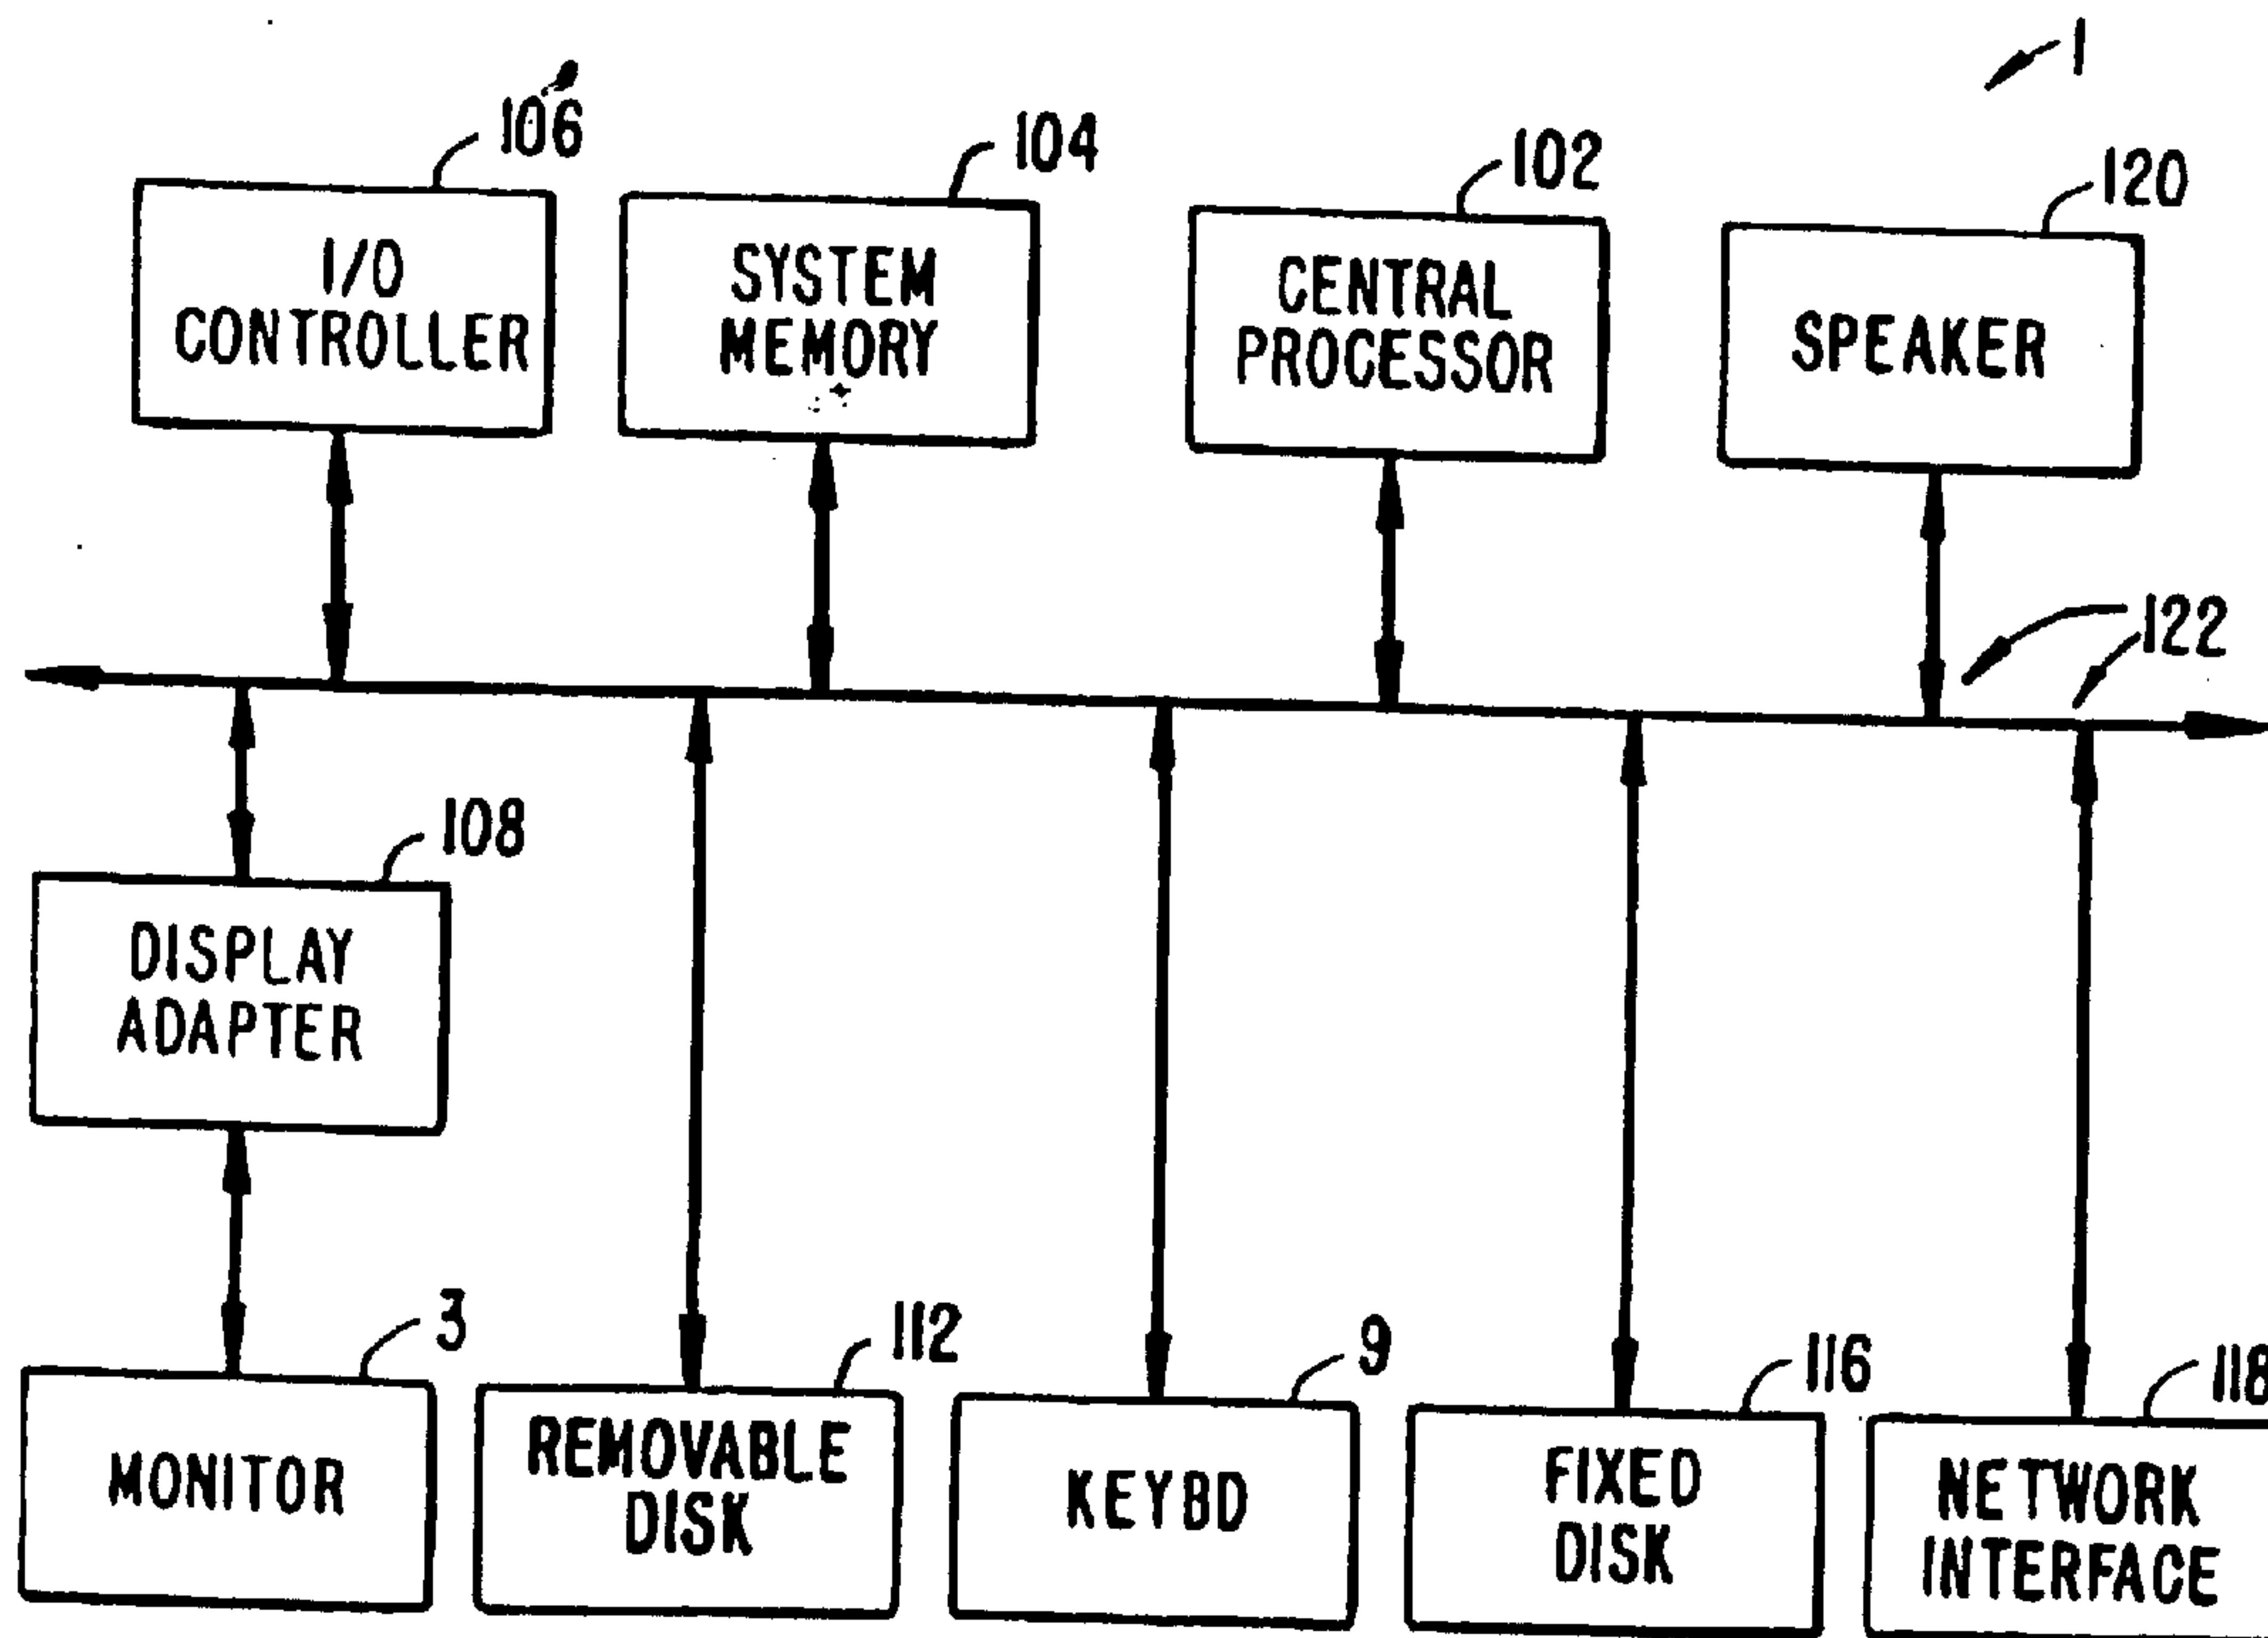 1
106
104
102
120
I/O
CONTROLLER
SYSTEM
MEMORY
CENTRAL
PROCESSOR
SPEAKER
122
108
DISPLAY
ADAPTER
3
112
9
116
118
MONITOR
REMOVABLE
DISK
KEYBD
FIXED
DISK
NETWORK
INTERFACE